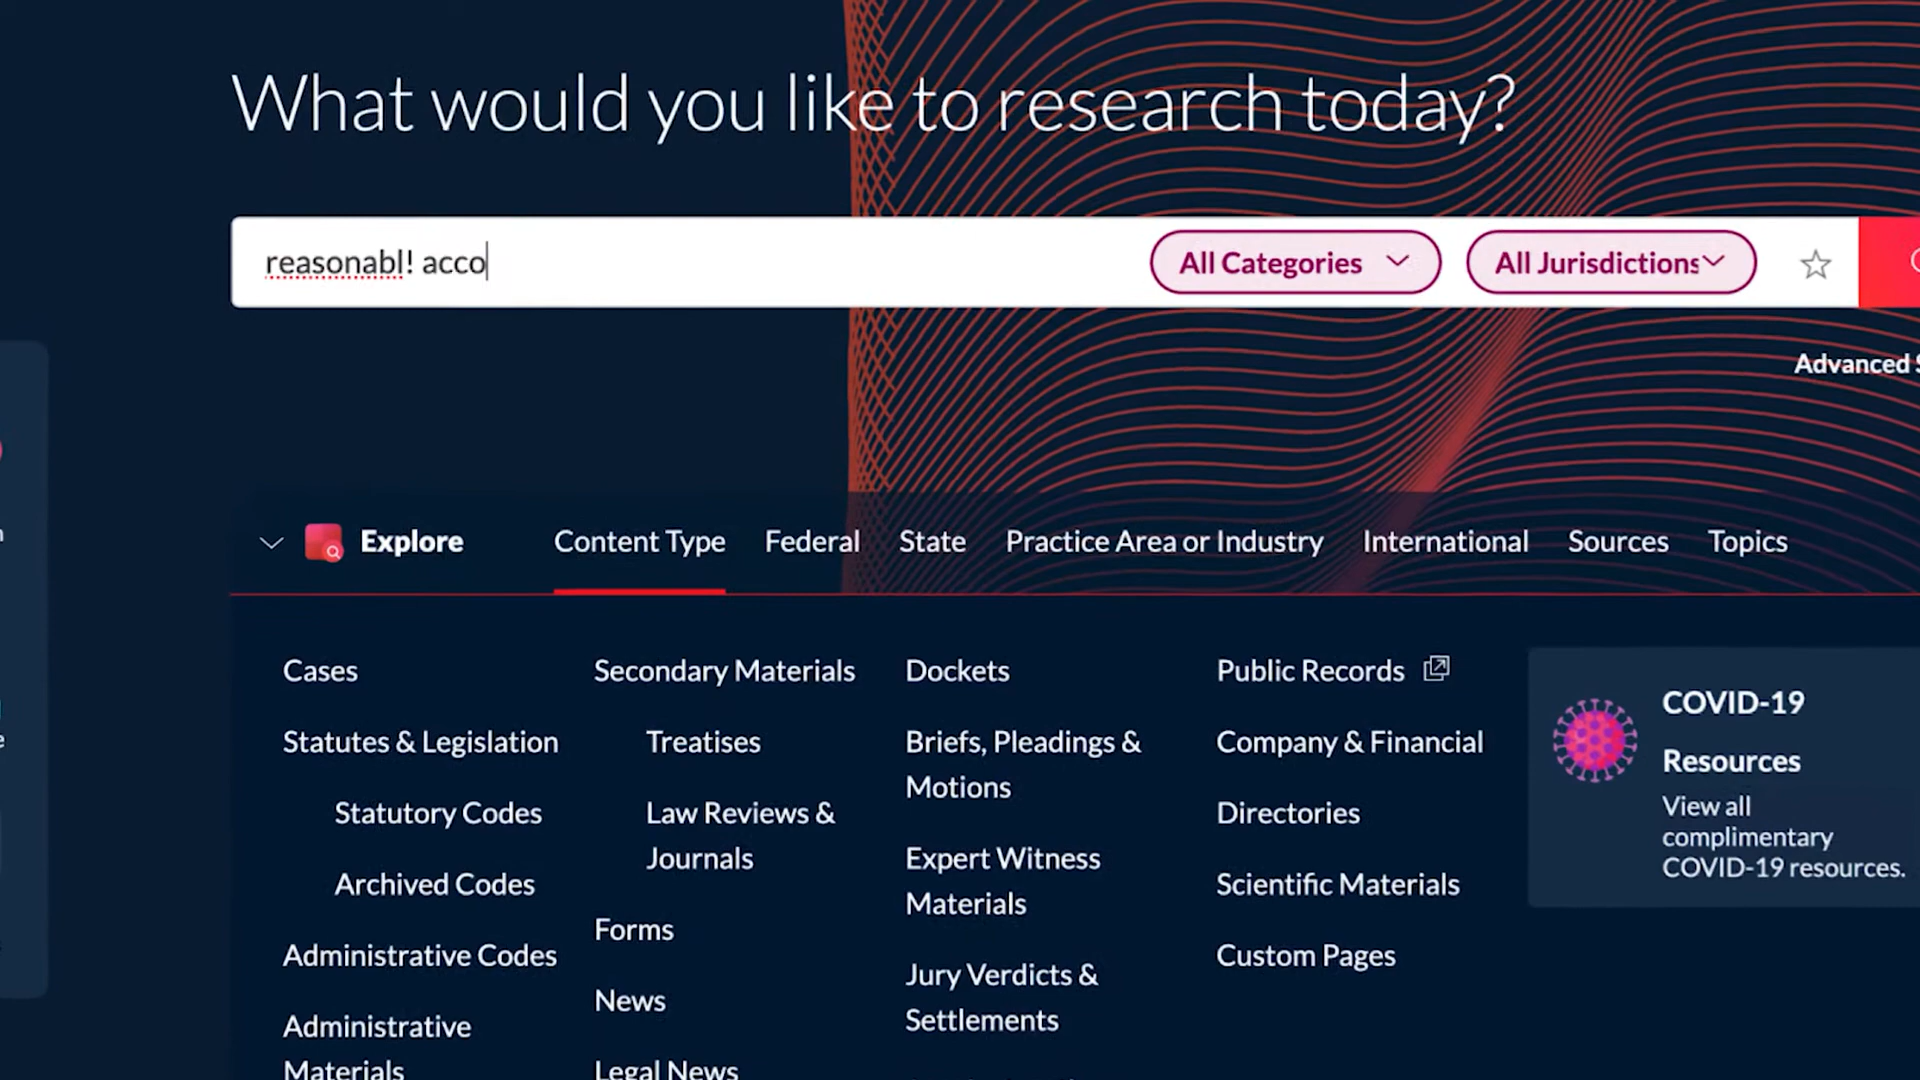 What would you like to research today?
reasonabl! acco
All Categories
All Jurisdictions
Advanced
Explore
Content Type
Federal
State
Practice Area or Industry
International
Sources
Topics
Cases
Statutes & Legislation
Statutory Codes
Archived Codes
Administrative Codes
Administrative
Materials
Secondary Materials
Treatises
Law Reviews &
Journals
Forms
News
Legal News
Dockets
Briefs, Pleadings &
Motions
Expert Witness
Materials
Jury Verdicts &
Settlements
Public Records
Company & Financial
Directories
Scientific Materials
Custom Pages
COVID-19
Resources
View all
complimentary
COVID-19 resources.